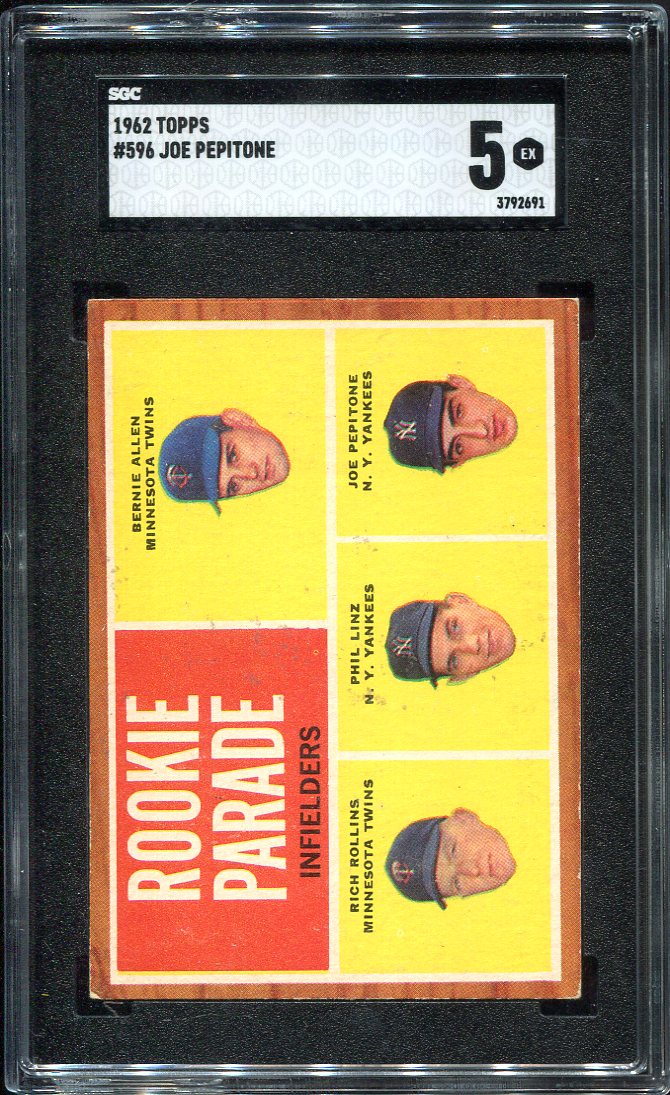 SGC
1962 TOPPS
#596 JOE PEPITONE
5
EX
3792691
ROOKIE
PARADE
INFIELDERS
BERNIE ALLEN
MINNESOTA TWINS
RICH ROLLINS
MINNESOTA TWINS
PHIL LINZ
N. Y. YANKEES
JOE PEPITONE
N. Y. YANKEES